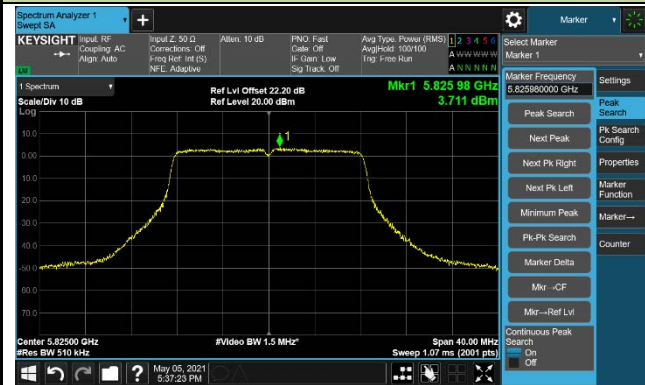 Spectrum Analyzer 1
Swept SA
KEYSIGHT
Input: RF
Coupling: AC
Align: Auto
Input Z: 50 Ω
Corrections: Off
Freq Ref: Int (S)
NFE: Adaptive
Atten: 10 dB
PNO: Fast
Gate: Off
IF Gain: Low
Sig Track: Off
Avg Type: Power (RMS)
Avg|Hold: 100/100
Trig: Free Run
1 2 3 4 5 6
A W W W W W
A N N N N N
1 Spectrum
Scale/Div 10 dB
Log
Ref Lvl Offset 22.20 dB
Ref Level 20.00 dBm
Mkr1 5.825 98 GHz
3.711 dBm
1
10.0
0.00
-10.0
-20.0
-30.0
-40.0
-50.0
-60.0
-70.0
Center 5.82500 GHz
#Res BW 510 kHz
#Video BW 1.5 MHz*
Span 40.00 MHz
Sweep 1.07 ms (2001 pts)
May 05, 2021
5:37:23 PM
Marker
Select Marker
Marker 1
Marker Frequency
5.825980000 GHz
Peak Search
Next Peak
Next Pk Right
Next Pk Left
Minimum Peak
Pk-Pk Search
Marker Delta
Mkr→CF
Mkr→Ref Lvl
Continuous Peak
Search
On
Off
Settings
Peak
Search
Pk Search
Config
Properties
Marker
Function
Marker→
Counter